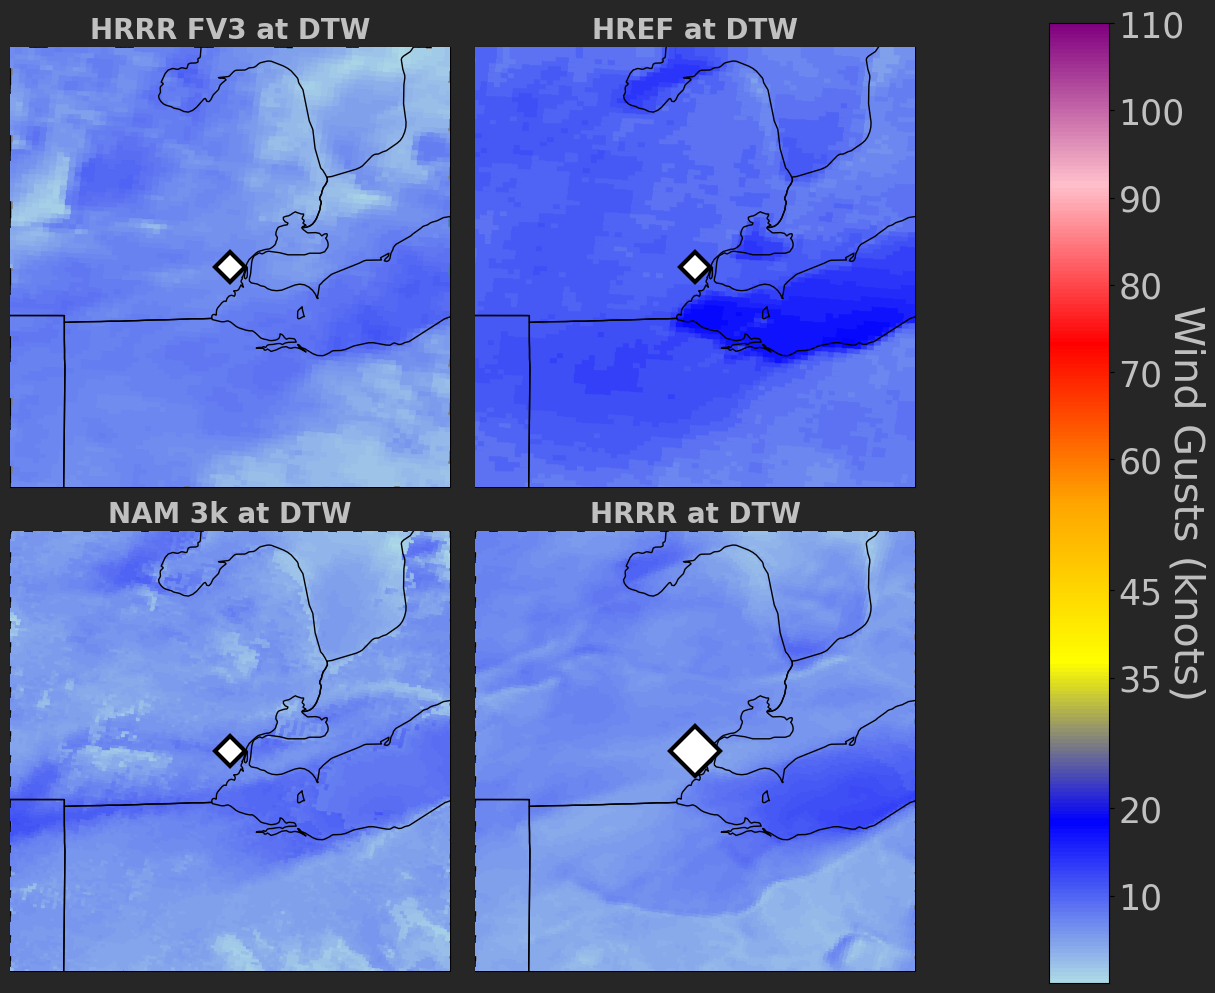 HRRR FV3 at DTW
HREF at DTW
NAM 3k at DTW
HRRR at DTW
110
100
90
80
70
60
45
35
20
10
Wind Gusts (knots)